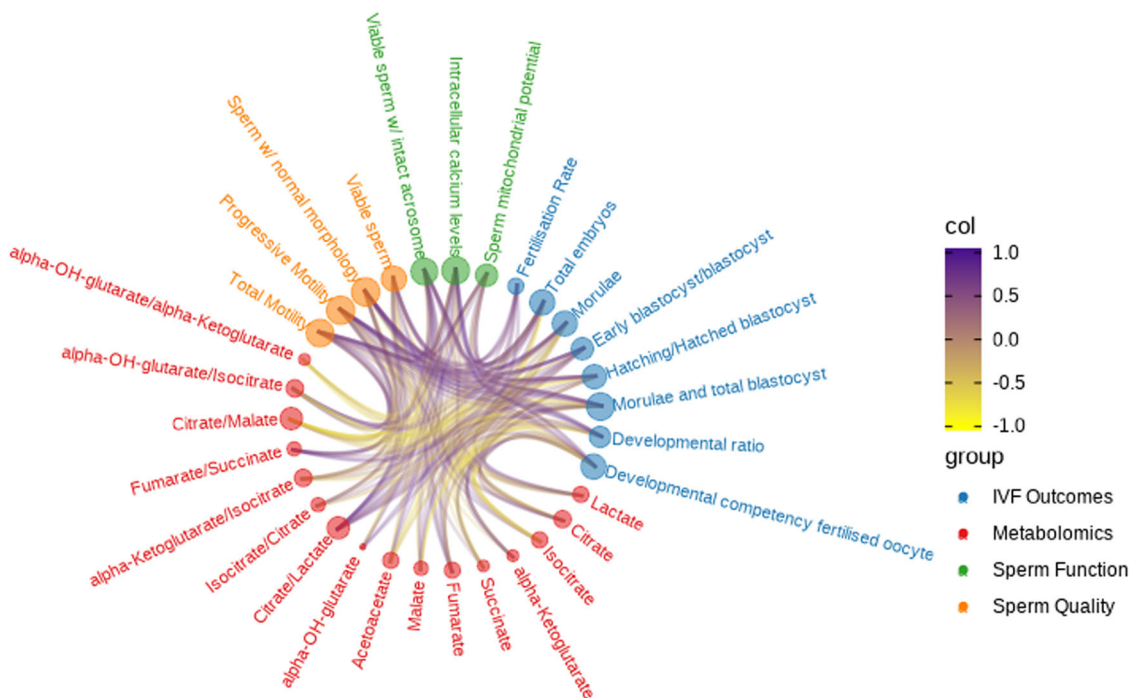 Viable sperm w/ intact acrosome
Intracellular calcium levels
Sperm mitochondrial potential
Fertilisation Rate
Total embryos
Morulae
Early blastocyst/blastocyst
Hatching/Hatched blastocyst
Morulae and total blastocyst
Developmental ratio
Developmental competency fertilised oocyte
Lactate
Citrate
Isocitrate
alpha-Ketoglutarate
Succinate
Fumarate
Malate
Acetoacetate
alpha-OH-glutarate
Citrate/Lactate
Isocitrate/Citrate
alpha-Ketoglutarate/Isocitrate
Fumarate/Succinate
Citrate/Malate
alpha-OH-glutarate/Isocitrate
alpha-OH-glutarate/alpha-Ketoglutarate
Total Motility
Progressive Motility
Sperm w/ normal morphology
Viable sperm
col
1.0
0.5
0.0
-0.5
-1.0
group
IVF Outcomes
Metabolomics
Sperm Function
Sperm Quality